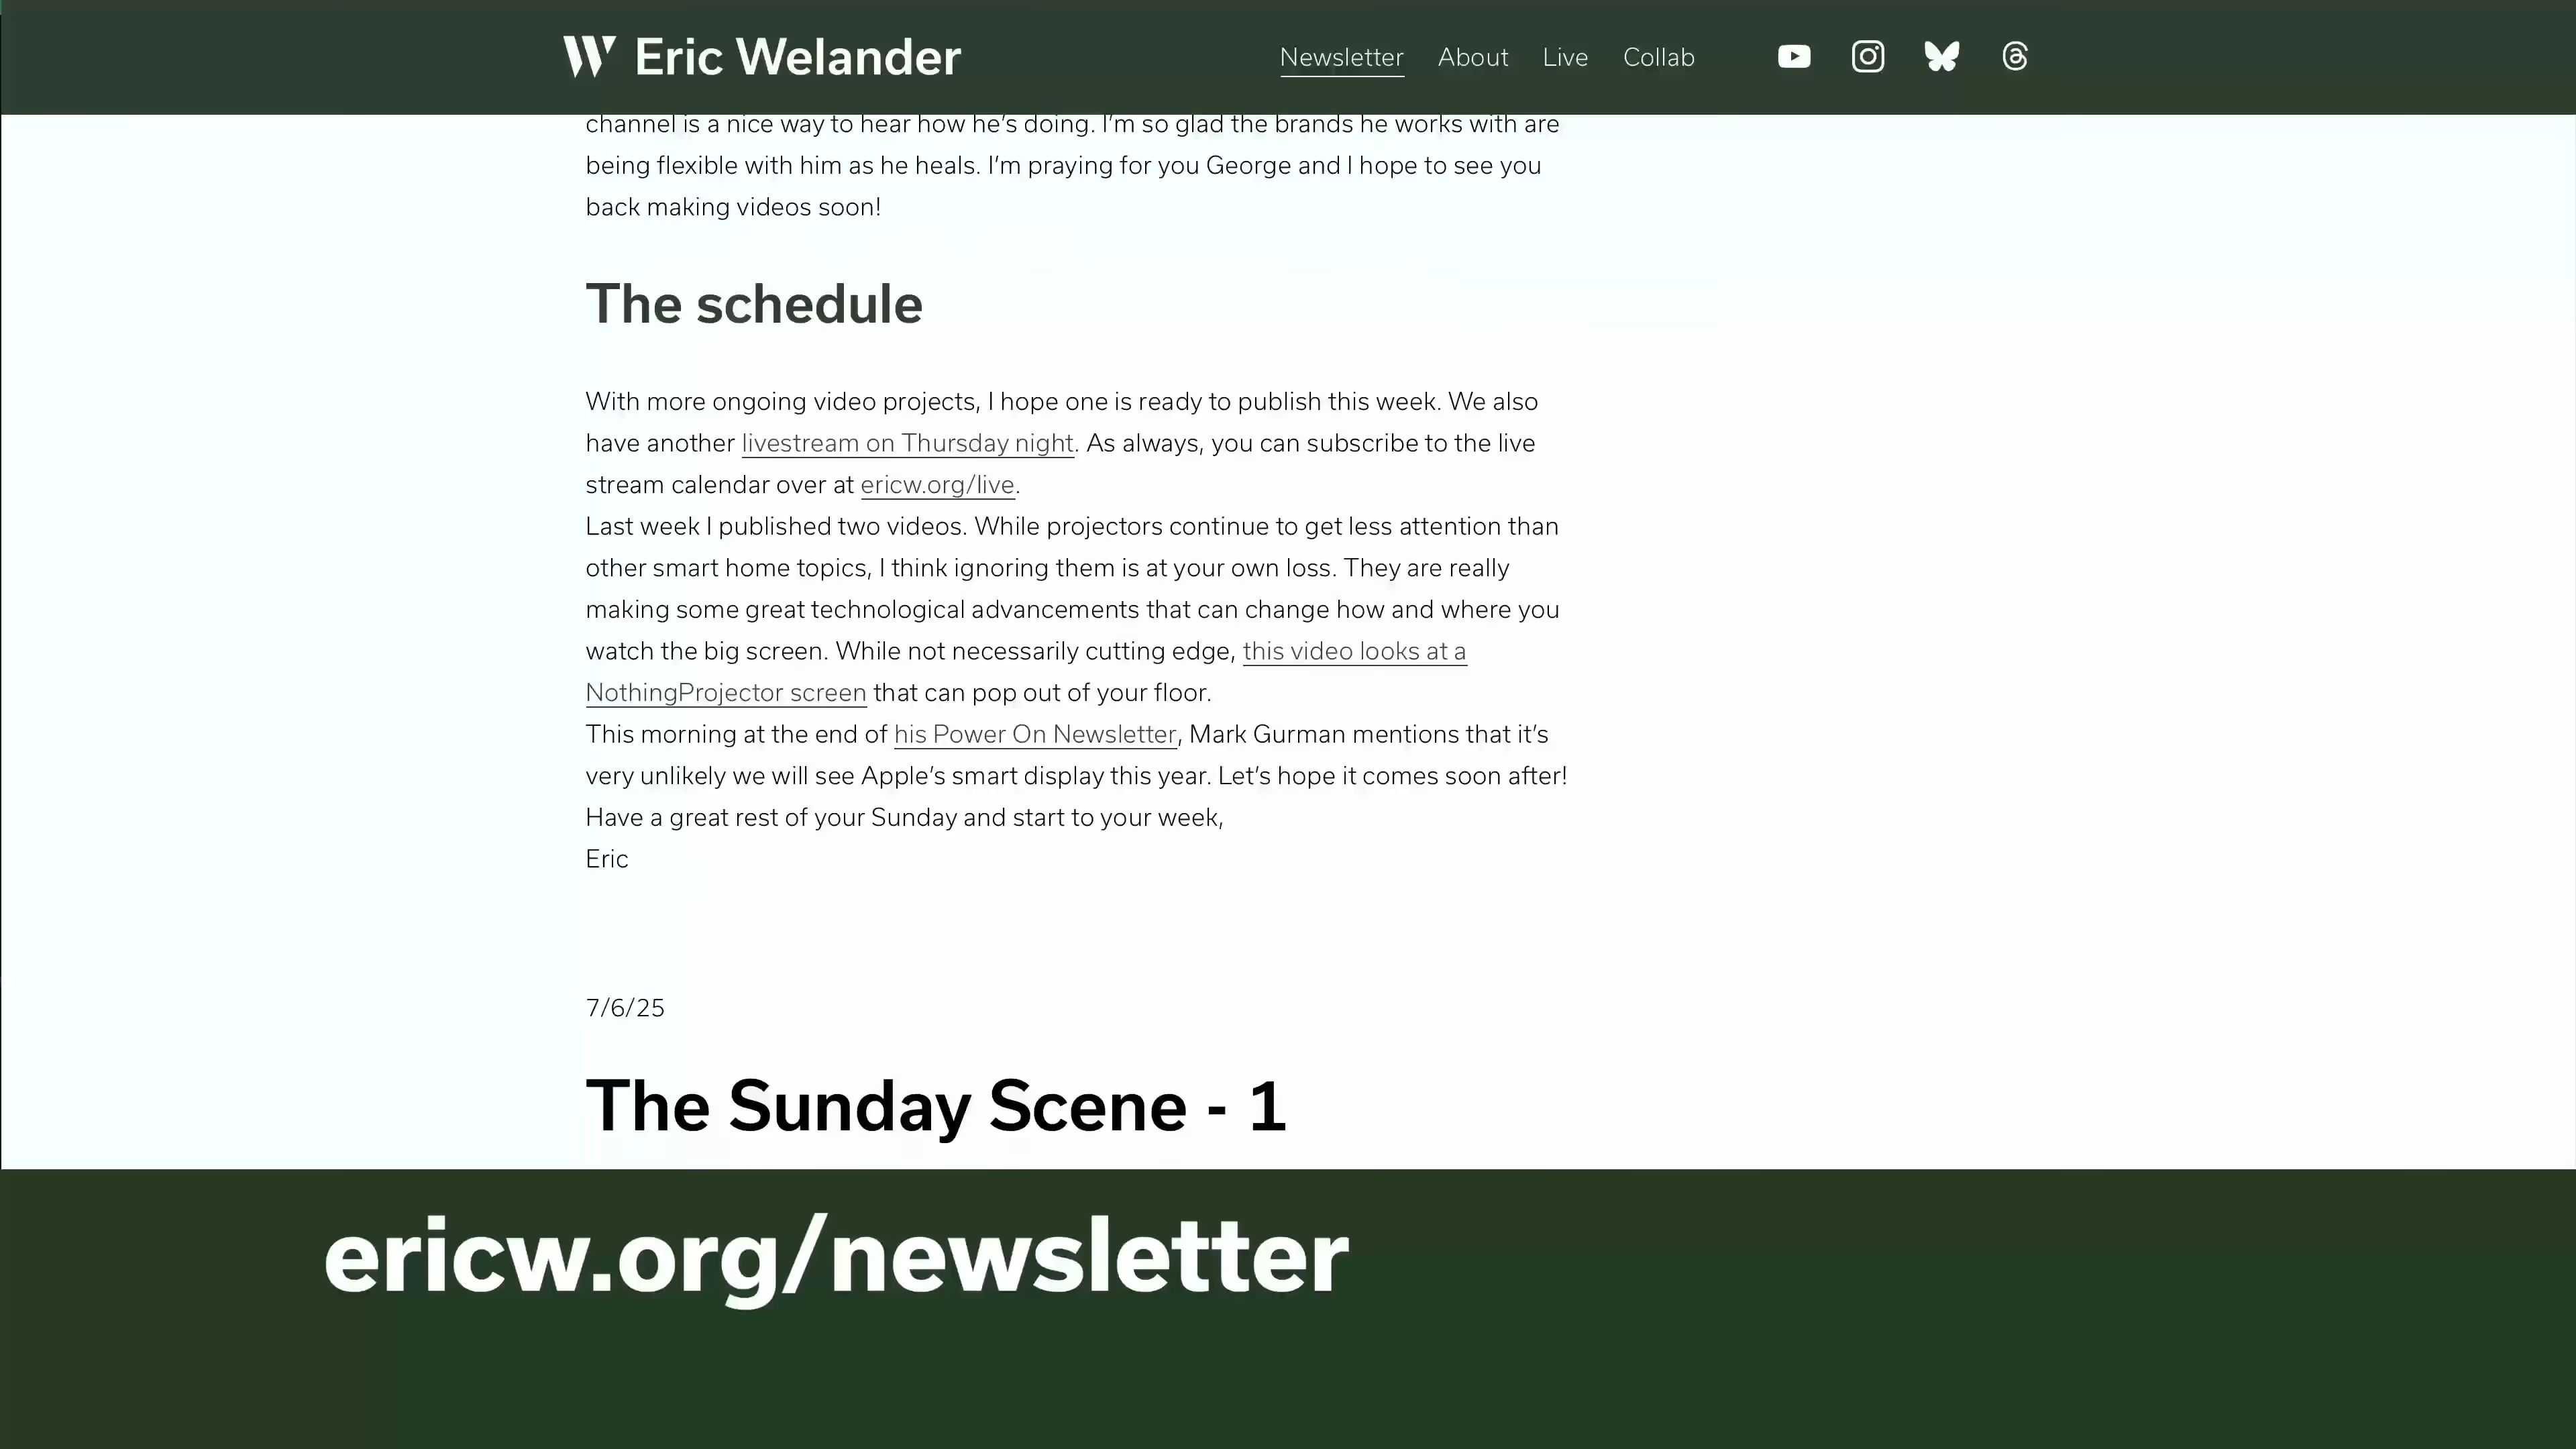 Eric Welander
Newsletter About Live Collab
channel is a nice way to hear how he's doing. I'm so glad the brands he works with are
being flexible with him as he heals. I'm praying for you George and I hope to see you
back making videos soon!
The schedule
With more ongoing video projects, I hope one is ready to publish this week. We also
have another livestream on Thursday night. As always, you can subscribe to the live
stream calendar over at ericw.org/live.
Last week I published two videos. While projectors continue to get less attention than
other smart home topics, I think ignoring them is at your own loss. They are really
making some great technological advancements that can change how and where you
watch the big screen. While not necessarily cutting edge, this video looks at a
NothingProjector screen that can pop out of your floor.
This morning at the end of his Power On Newsletter, Mark Gurman mentions that it's
very unlikely we will see Apple's smart display this year. Let's hope it comes soon after!
Have a great rest of your Sunday and start to your week,
Eric
7/6/25
The Sunday Scene - 1
ericw.org/newsletter